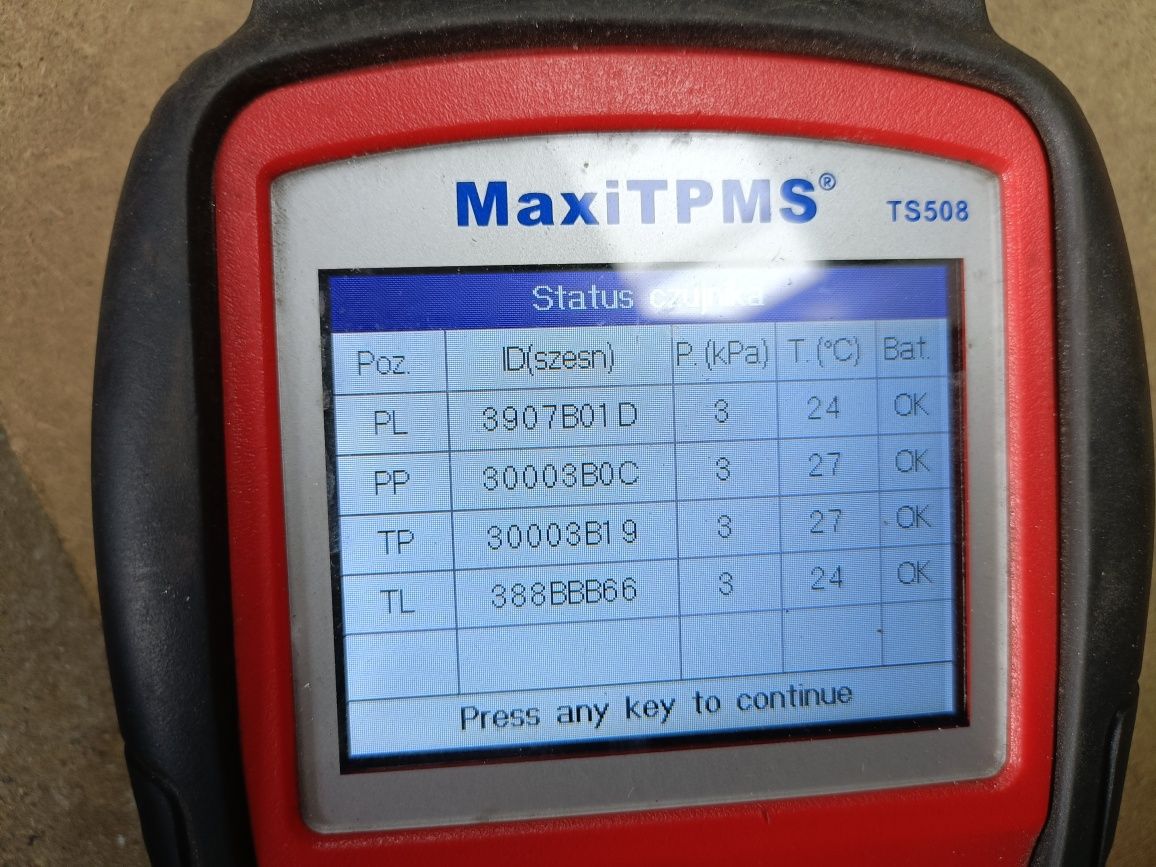 MaxiTPMS®
TS508
Status czujnika
Poz. ID(szesn) P. (kPa) T. (°C) Bat.
PL 3907B01D 3 24 OK
PP 30003B0C 3 27 OK
TP 30003B19 3 27 OK
TL 388BBB66 3 24 OK
Press any key to continue